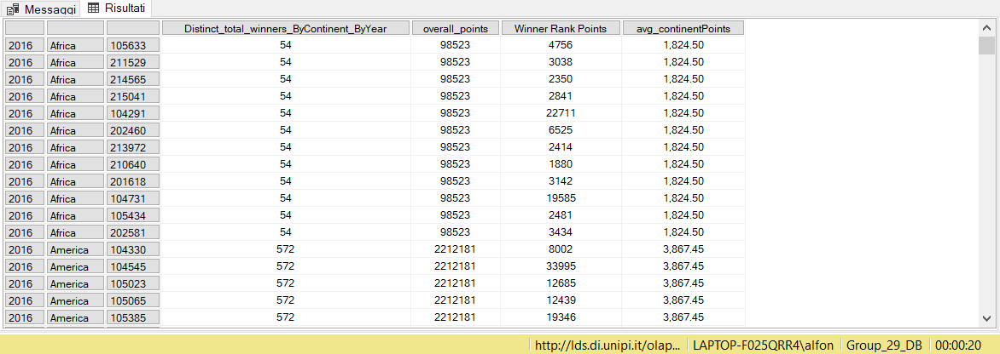 Messaggi Risultati
Distinct_total_winners_ByContinent_ByYear overall_points Winner Rank Points avg_continentPoints
2016 Africa 105633 54 98523 4756 1,824.50
2016 Africa 211529 54 98523 3038 1,824.50
2016 Africa 214565 54 98523 2350 1,824.50
2016 Africa 215041 54 98523 2841 1,824.50
2016 Africa 104291 54 98523 22711 1,824.50
2016 Africa 202460 54 98523 6525 1,824.50
2016 Africa 213972 54 98523 2414 1,824.50
2016 Africa 210640 54 98523 1880 1,824.50
2016 Africa 201618 54 98523 3142 1,824.50
2016 Africa 104731 54 98523 19585 1,824.50
2016 Africa 105434 54 98523 2481 1,824.50
2016 Africa 202581 54 98523 3434 1,824.50
2016 America 104330 572 2212181 8002 3,867.45
2016 America 104545 572 2212181 33995 3,867.45
2016 America 105023 572 2212181 12685 3,867.45
2016 America 105065 572 2212181 12439 3,867.45
2016 America 105385 572 2212181 19346 3,867.45
http://lds.di.unipi.it/olap... LAPTOP-F025QRR4\alfon Group_29_DB 00:00:20